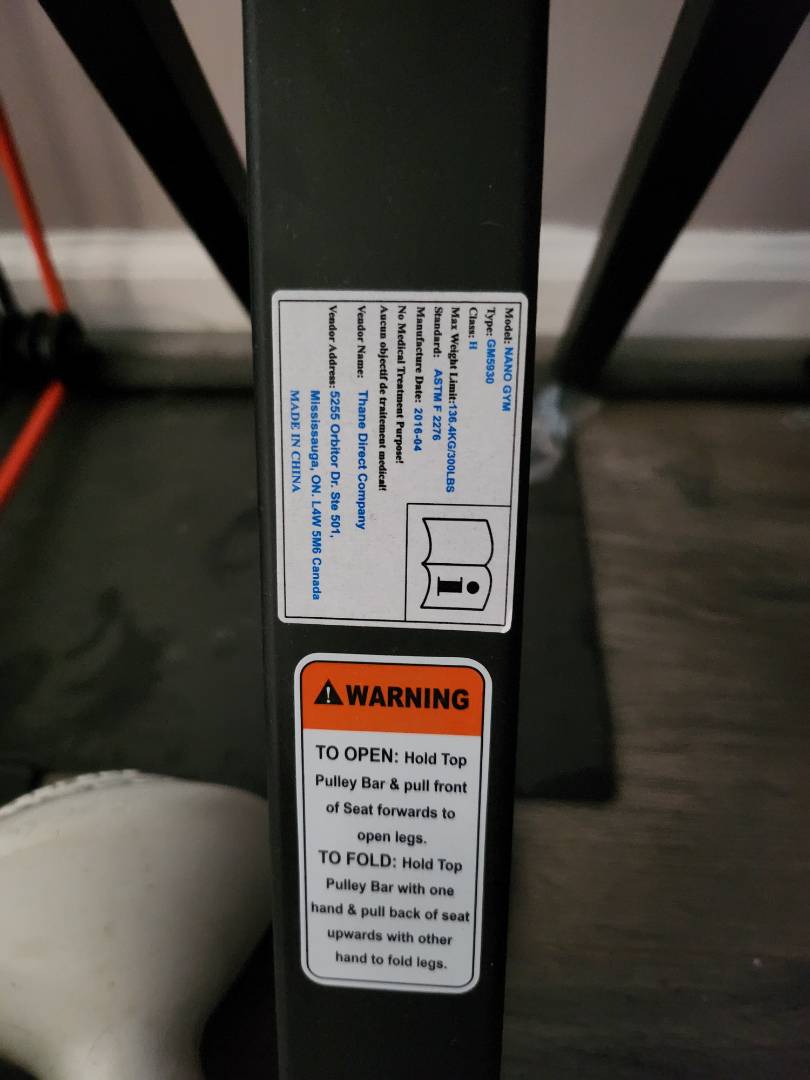 Model: NANO GYM
Type: GM5930
Class: H
Max Weight Limit:136.4KG/300LBS
Standard: ASTM F 2276
Manufacture Date: 2016-04
No Medical Treatment Purpose!
Aucun objectif de traitement medical!
Vendor Name: Thane Direct Company
Vendor Address: 5255 Orbitor Dr. Ste 501,
Mississauga, ON. L4W 5M6 Canada
MADE IN CHINA
i
WARNING
TO OPEN: Hold Top
Pulley Bar & pull front
of Seat forwards to
open legs.
TO FOLD: Hold Top
Pulley Bar with one
hand & pull back of seat
upwards with other
hand to fold legs.